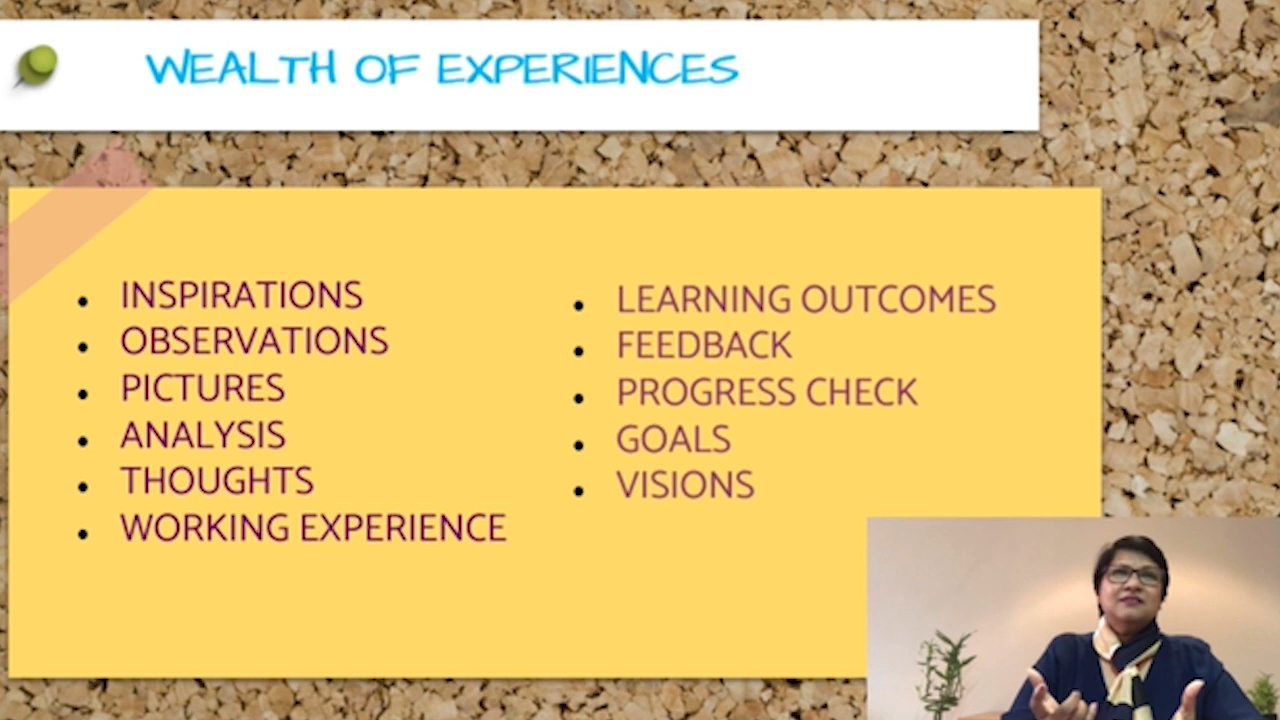 WEALTH OF EXPERIENCES
INSPIRATIONS
OBSERVATIONS
PICTURES
ANALYSIS
THOUGHTS
WORKING EXPERIENCE
LEARNING OUTCOMES
FEEDBACK
PROGRESS CHECK
GOALS
VISIONS